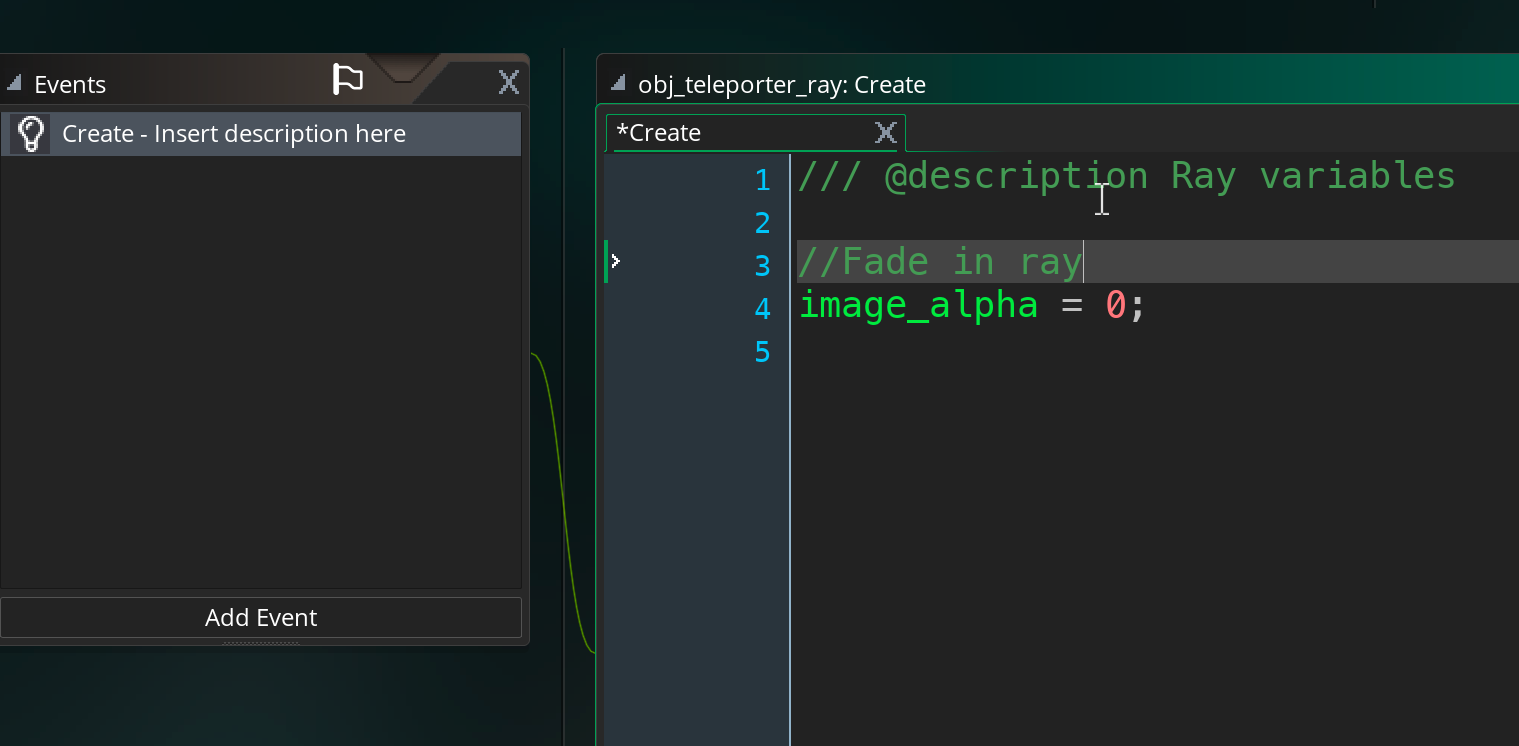 Events
Create - Insert description here
Add Event
obj_teleporter_ray: Create
*Create
1 /// @description Ray variables
2
3 //Fade in ray
4 image_alpha = 0;
5